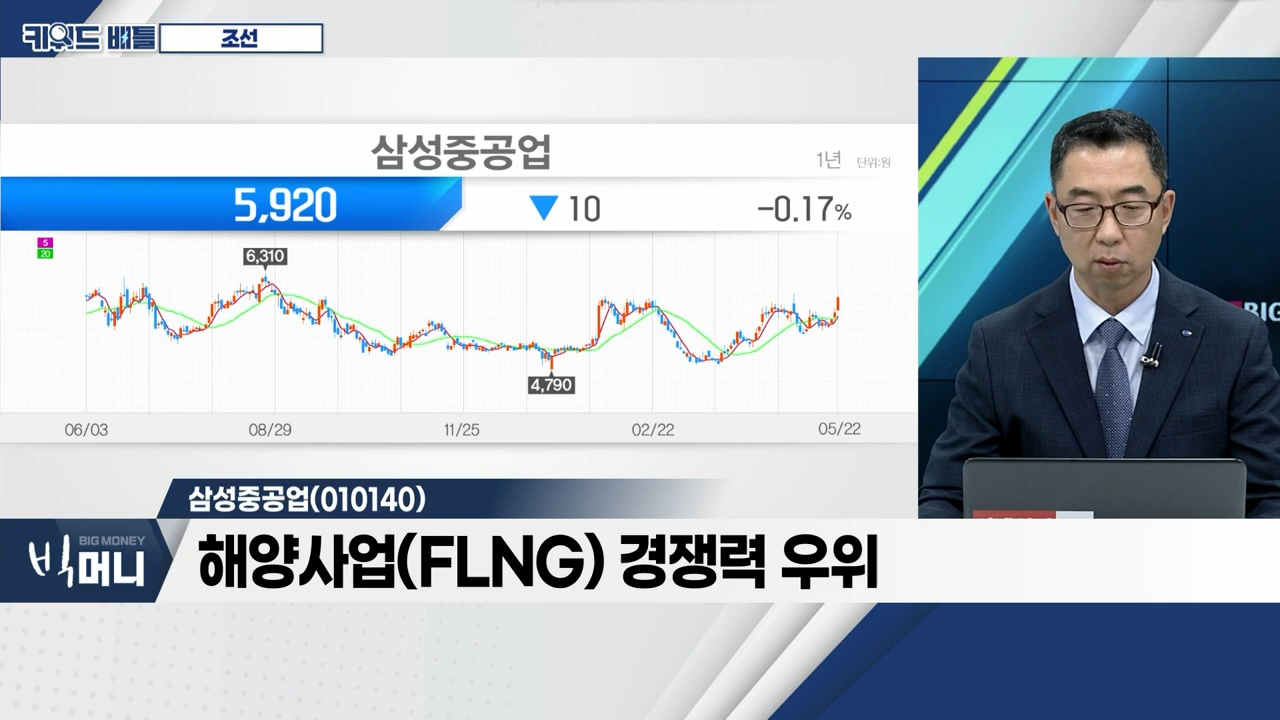 키워드 배틀
조선
삼성중공업
1년 단위:원
5,920 ▼ 10 -0.17%
5
20
6,310
4,790
06/03 08/29 11/25 02/22 05/22
BIG
삼성중공업(010140)
BIG MONEY
빅머니
해양사업(FLNG) 경쟁력 우위